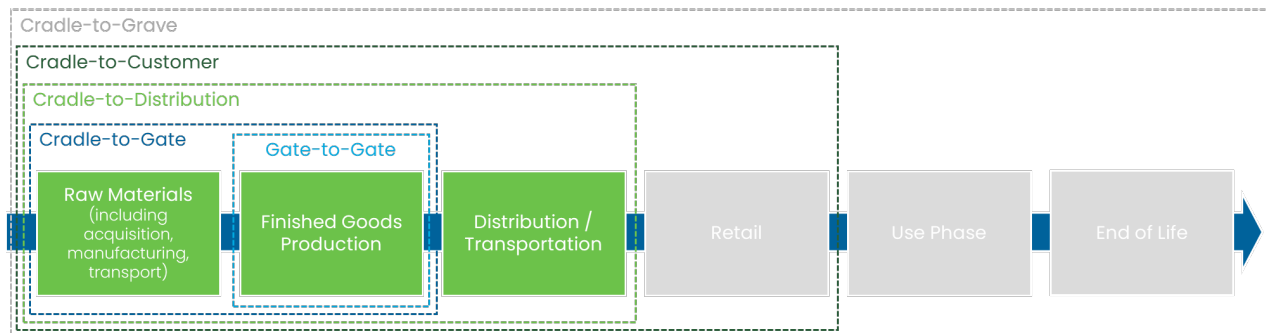 Cradle-to-Grave
Cradle-to-Customer
Cradle-to-Distribution
Cradle-to-Gate
Gate-to-Gate
Raw Materials
(including
acquisition,
manufacturing,
transport)
Finished Goods
Production
Distribution /
Transportation
Retail
Use Phase
End of Life